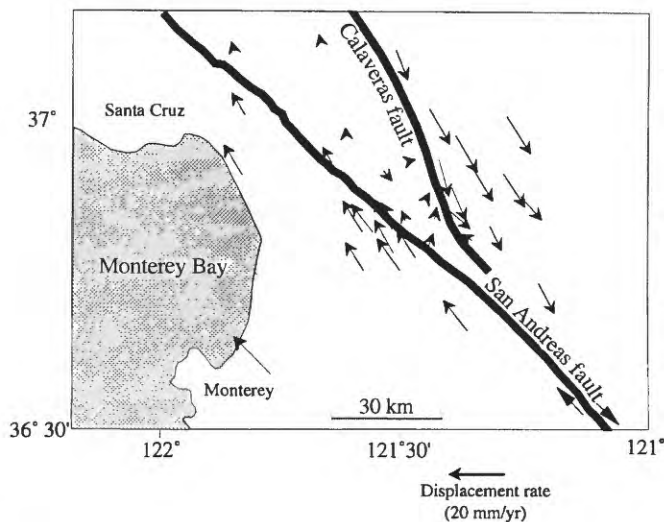 Calaveras fault
37°
Santa Cruz
Monterey Bay
San Andreas fault
Monterey
30 km
36° 30'
122°
121°30'
121°
Displacement rate
(20 mm/yr)